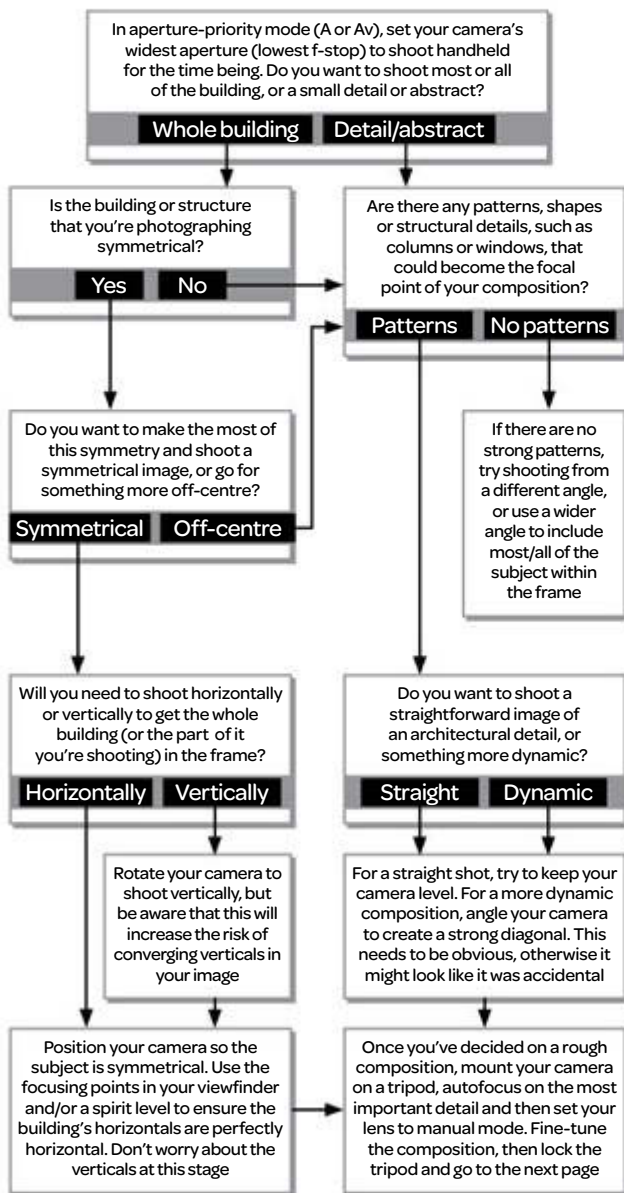 In aperture-priority mode (A or Av), set your camera's
widest aperture (lowest f-stop) to shoot handheld
for the time being. Do you want to shoot most or all
of the building, or a small detail or abstract?
Whole building Detail/abstract
Is the building or structure
that you're photographing
symmetrical?
Yes No
Are there any patterns, shapes
or structural details, such as
columns or windows, that
could become the focal
point of your composition?
Patterns No patterns
Do you want to make the most of
this symmetry and shoot a
symmetrical image, or go for
something more off-centre?
Symmetrical Off-centre
If there are no
strong patterns,
try shooting from
a different angle,
or use a wider
angle to include
most/all of the
subject within
the frame
Will you need to shoot horizontally
or vertically to get the whole
building (or the part of it
you're shooting) in the frame?
Horizontally Vertically
Do you want to shoot a
straightforward image of
an architectural detail, or
something more dynamic?
Straight Dynamic
Rotate your camera to
shoot vertically, but
be aware that this will
increase the risk of
converging verticals in
your image
For a straight shot, try to keep your
camera level. For a more dynamic
composition, angle your camera
to create a strong diagonal. This
needs to be obvious, otherwise it
might look like it was accidental
Position your camera so the
subject is symmetrical. Use the
focusing points in your viewfinder
and/or a spirit level to ensure the
building's horizontals are perfectly
horizontal. Don't worry about the
verticals at this stage
Once you've decided on a rough
composition, mount your camera
on a tripod, autofocus on the most
important detail and then set your
lens to manual mode. Fine-tune
the composition, then lock the
tripod and go to the next page